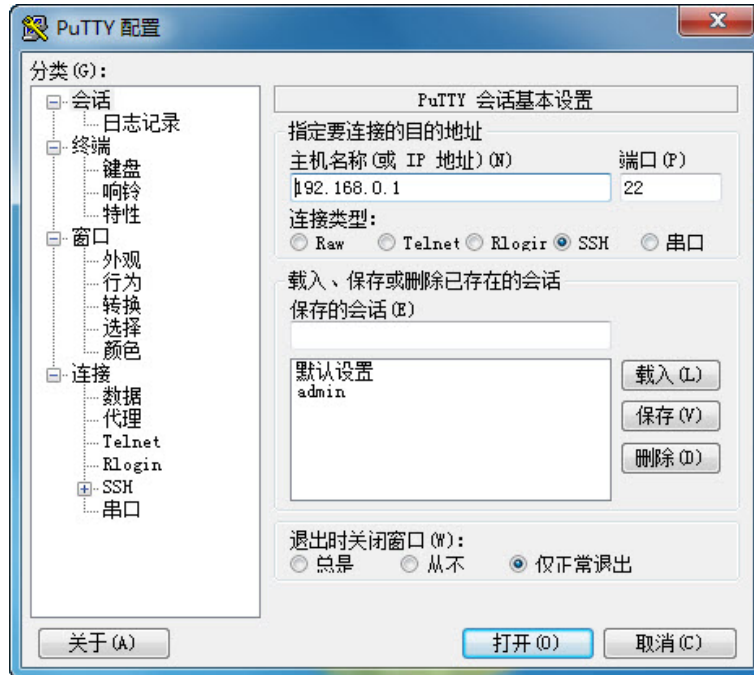 PuTTY 配置
分类(G):
会话
日志记录
终端
键盘
响铃
特性
窗口
外观
行为
转换
选择
颜色
连接
数据
代理
Telnet
Rlogin
SSH
串口
PuTTY 会话基本设置
指定要连接的目的地址
主机名称(或 IP 地址)(N) 端口(P)
192.168.0.1 22
连接类型:
Raw Telnet Rlogir SSH 串口
载入、保存或删除已存在的会话
保存的会话(E)
默认设置
admin
载入(L)
保存(V)
删除(D)
退出时关闭窗口(W):
总是 从不 仅正常退出
关于(A) 打开(O) 取消(C)